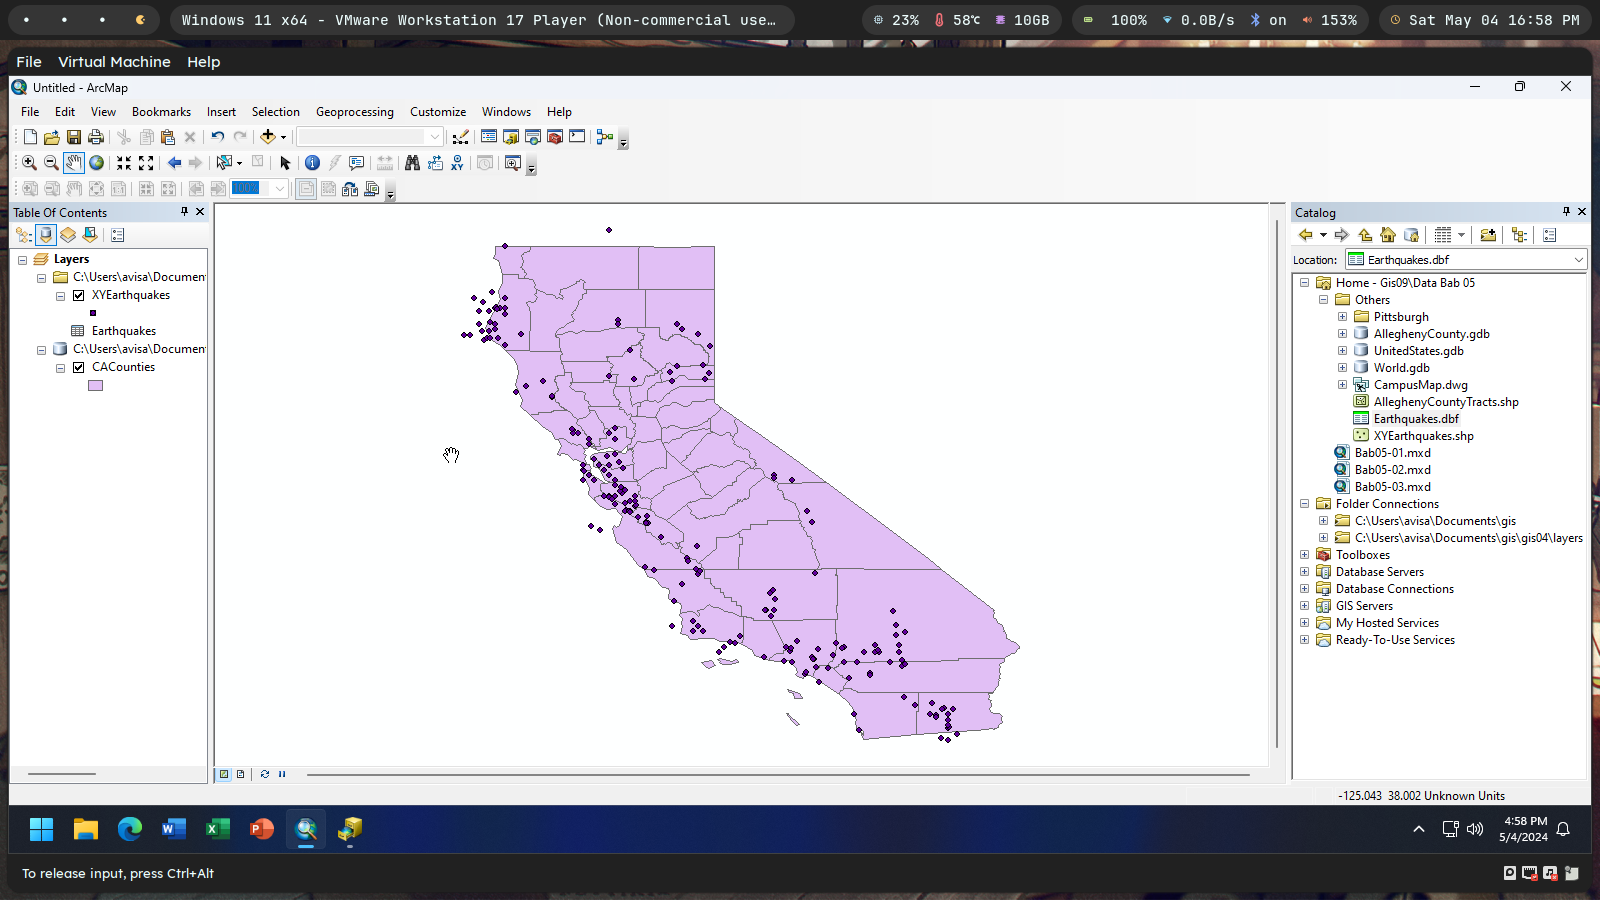 Windows 11 x64 - VMware Workstation 17 Player (Non-commercial use…
23% 58℃ 10GB
100% 0.0B/s on 153%
Sat May 04 16:58 PM
File Virtual Machine Help
Untitled - ArcMap
File Edit View Bookmarks Insert Selection Geoprocessing Customize Windows Help
100%
Table Of Contents
Layers
C:\Users\avisa\Documen
XYEarthquakes
Earthquakes
C:\Users\avisa\Documen
CACounties
Catalog
Location: Earthquakes.dbf
Home - Gis09\Data Bab 05
Others
Pittsburgh
AlleghenyCounty.gdb
UnitedStates.gdb
World.gdb
CampusMap.dwg
AlleghenyCountyTracts.shp
Earthquakes.dbf
XYEarthquakes.shp
Bab05-01.mxd
Bab05-02.mxd
Bab05-03.mxd
Folder Connections
C:\Users\avisa\Documents\gis
C:\Users\avisa\Documents\gis\gis04\layers
Toolboxes
Database Servers
Database Connections
GIS Servers
My Hosted Services
Ready-To-Use Services
-125.043 38.002 Unknown Units
4:58 PM
5/4/2024
To release input, press Ctrl+Alt